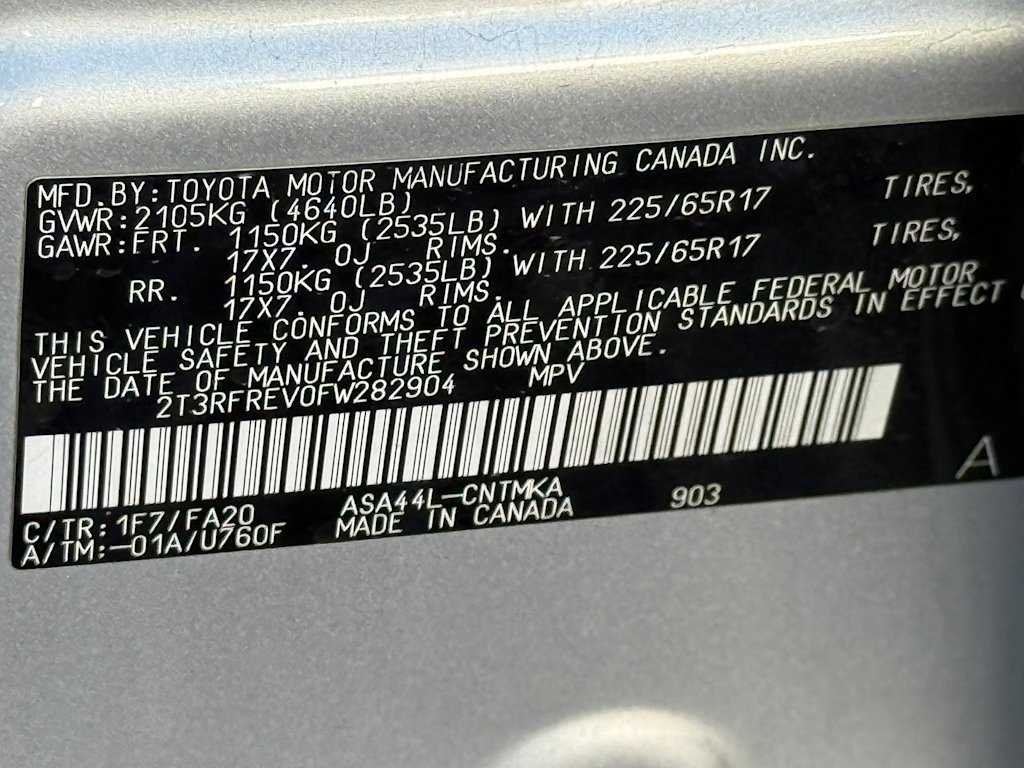 MFD.BY:TOYOTA MOTOR MANUFACTURING CANADA INC.
GVWR:2105KG (4640LB)
GAWR:FRT. 1150KG (2535LB) WITH 225/65R17 TIRES,
17X7. 0J RIMS.
RR. 1150KG (2535LB) WITH 225/65R17 TIRES,
17X7. 0J RIMS.
THIS VEHICLE CONFORMS TO ALL APPLICABLE FEDERAL MOTOR
VEHICLE SAFETY AND THEFT PREVENTION STANDARDS IN EFFECT
THE DATE OF MANUFACTURE SHOWN ABOVE.
2T3RFREV0FW282904 MPV
C/TR:1F7/FA20 ASA44L-CNTMKA 903 A
A/TM:-01A/U760F MADE IN CANADA